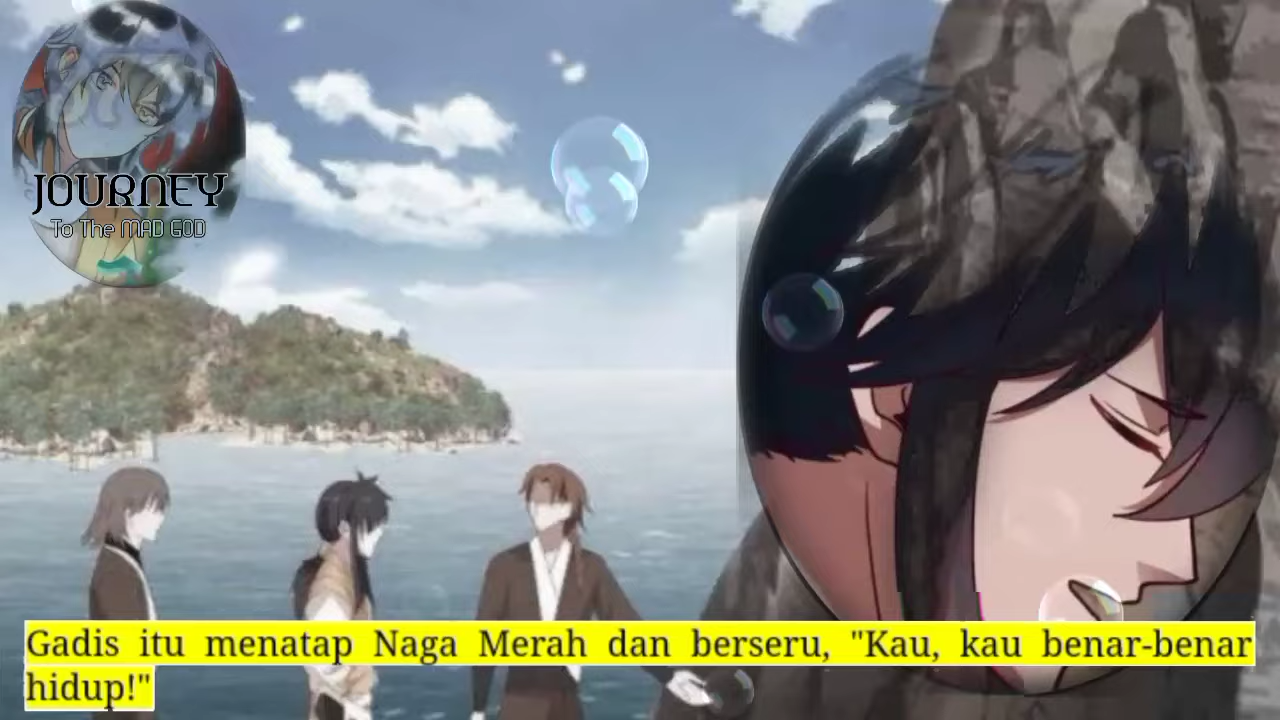 JOURNEY
To The MAD GOD
Gadis itu menatap Naga Merah dan berseru, "Kau, kau benar-benar
hidup!"